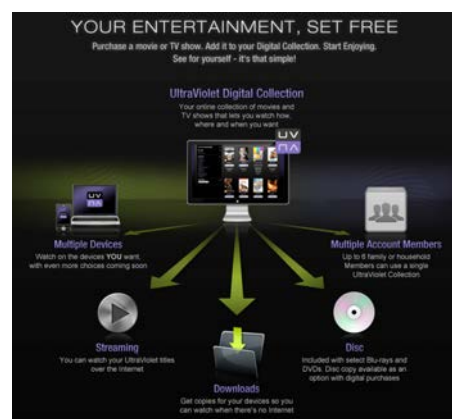 YOUR ENTERTAINMENT, SET FREE
Purchase a movie or TV show. Add it to your Digital Collection. Start Enjoying.
See for yourself - it's that simple!
UltraViolet Digital Collection
Your online collection of movies and
TV shows that lets you watch how,
where and when you want
UV
Multiple Devices
Watch on the devices YOU want,
with even more choices coming soon
Multiple Account Members
Up to 6 family or household
Members can use a single
UltraViolet Collection
Streaming
You can watch your UltraViolet titles
over the Internet
Disc
Included with select Blu-rays and
DVDs. Disc copy available as an
option with digital purchases
Downloads
Get copies for your devices so you
can watch when there's no Internet